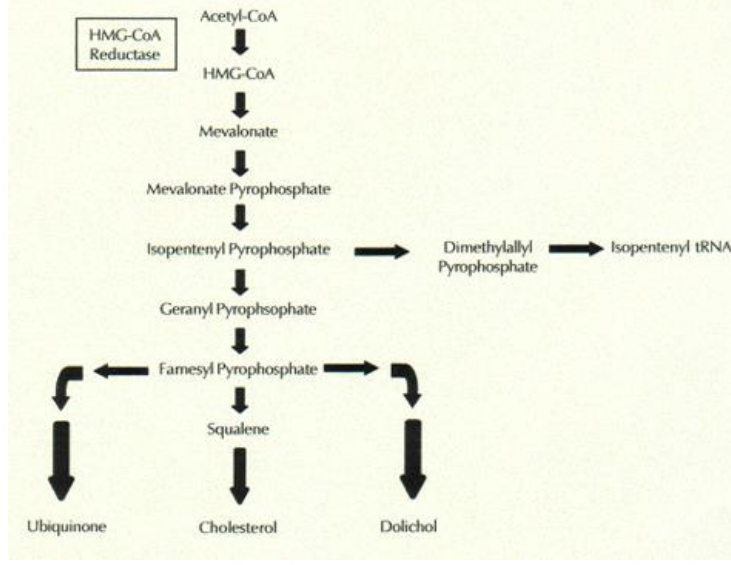 Acetyl-CoA
HMG-CoA
Reductase
HMG-CoA
Mevalonate
Mevalonate Pyrophosphate
Isopentenyl Pyrophosphate
Dimethylallyl
Pyrophosphate
Isopentenyl tRNA
Geranyl Pyrophsophate
Farnesyl Pyrophosphate
Squalene
Ubiquinone
Cholesterol
Dolichol